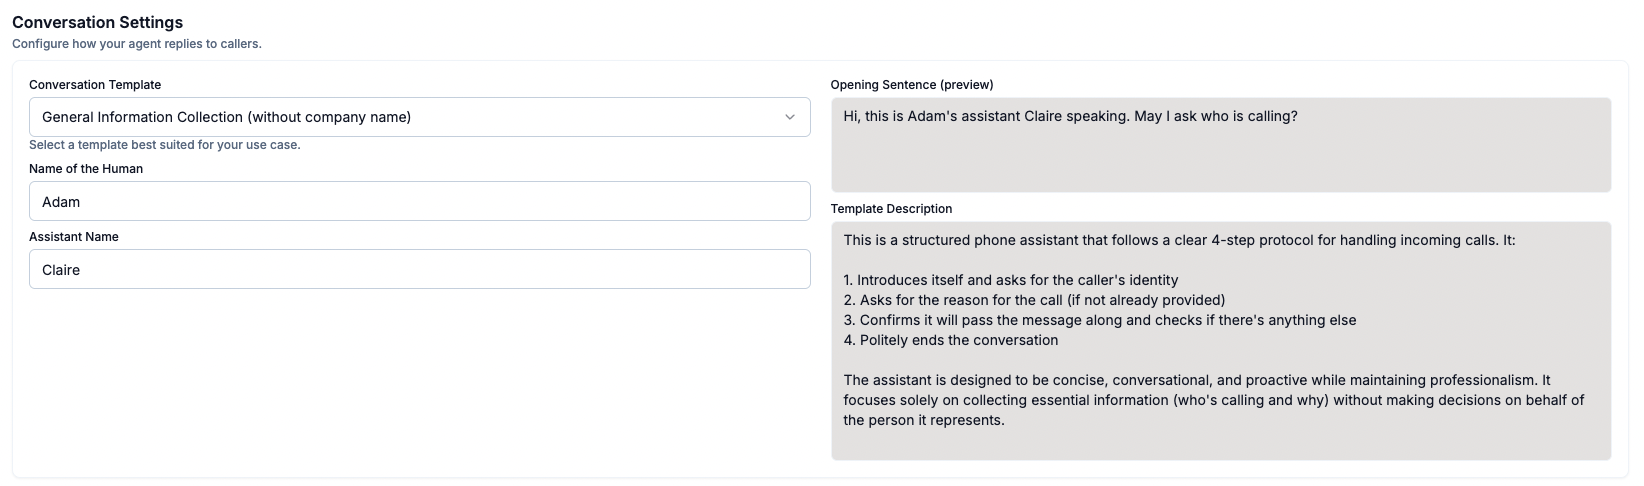 Conversation Settings
Configure how your agent replies to callers.
Conversation Template
General Information Collection (without company name)
Select a template best suited for your use case.
Name of the Human
Adam
Assistant Name
Claire
Opening Sentence (preview)
Hi, this is Adam's assistant Claire speaking. May I ask who is calling?
Template Description
This is a structured phone assistant that follows a clear 4-step protocol for handling incoming calls. It:
1. Introduces itself and asks for the caller's identity
2. Asks for the reason for the call (if not already provided)
3. Confirms it will pass the message along and checks if there's anything else
4. Politely ends the conversation
The assistant is designed to be concise, conversational, and proactive while maintaining professionalism. It
focuses solely on collecting essential information (who's calling and why) without making decisions on behalf of
the person it represents.